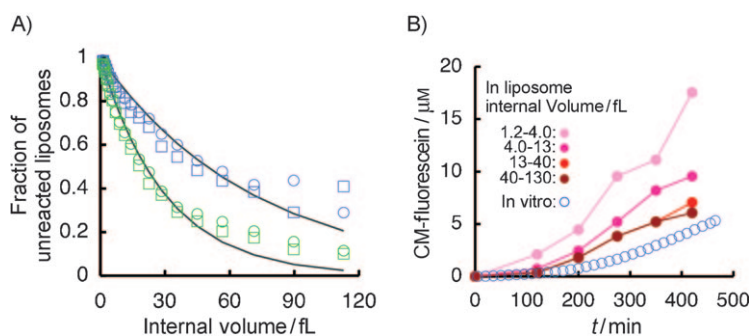 A)
Fraction of
unreacted liposomes
1
0.8
0.6
0.4
0.2
0
0 30 60 90 120
Internal volume/fL
B)
CM-fluorescein / μM
20
15
10
5
0
0 100 200 300 400 500
t/min
In liposome
internal Volume/fL
1.2-4.0:
4.0-13:
13-40:
40-130:
In vitro: